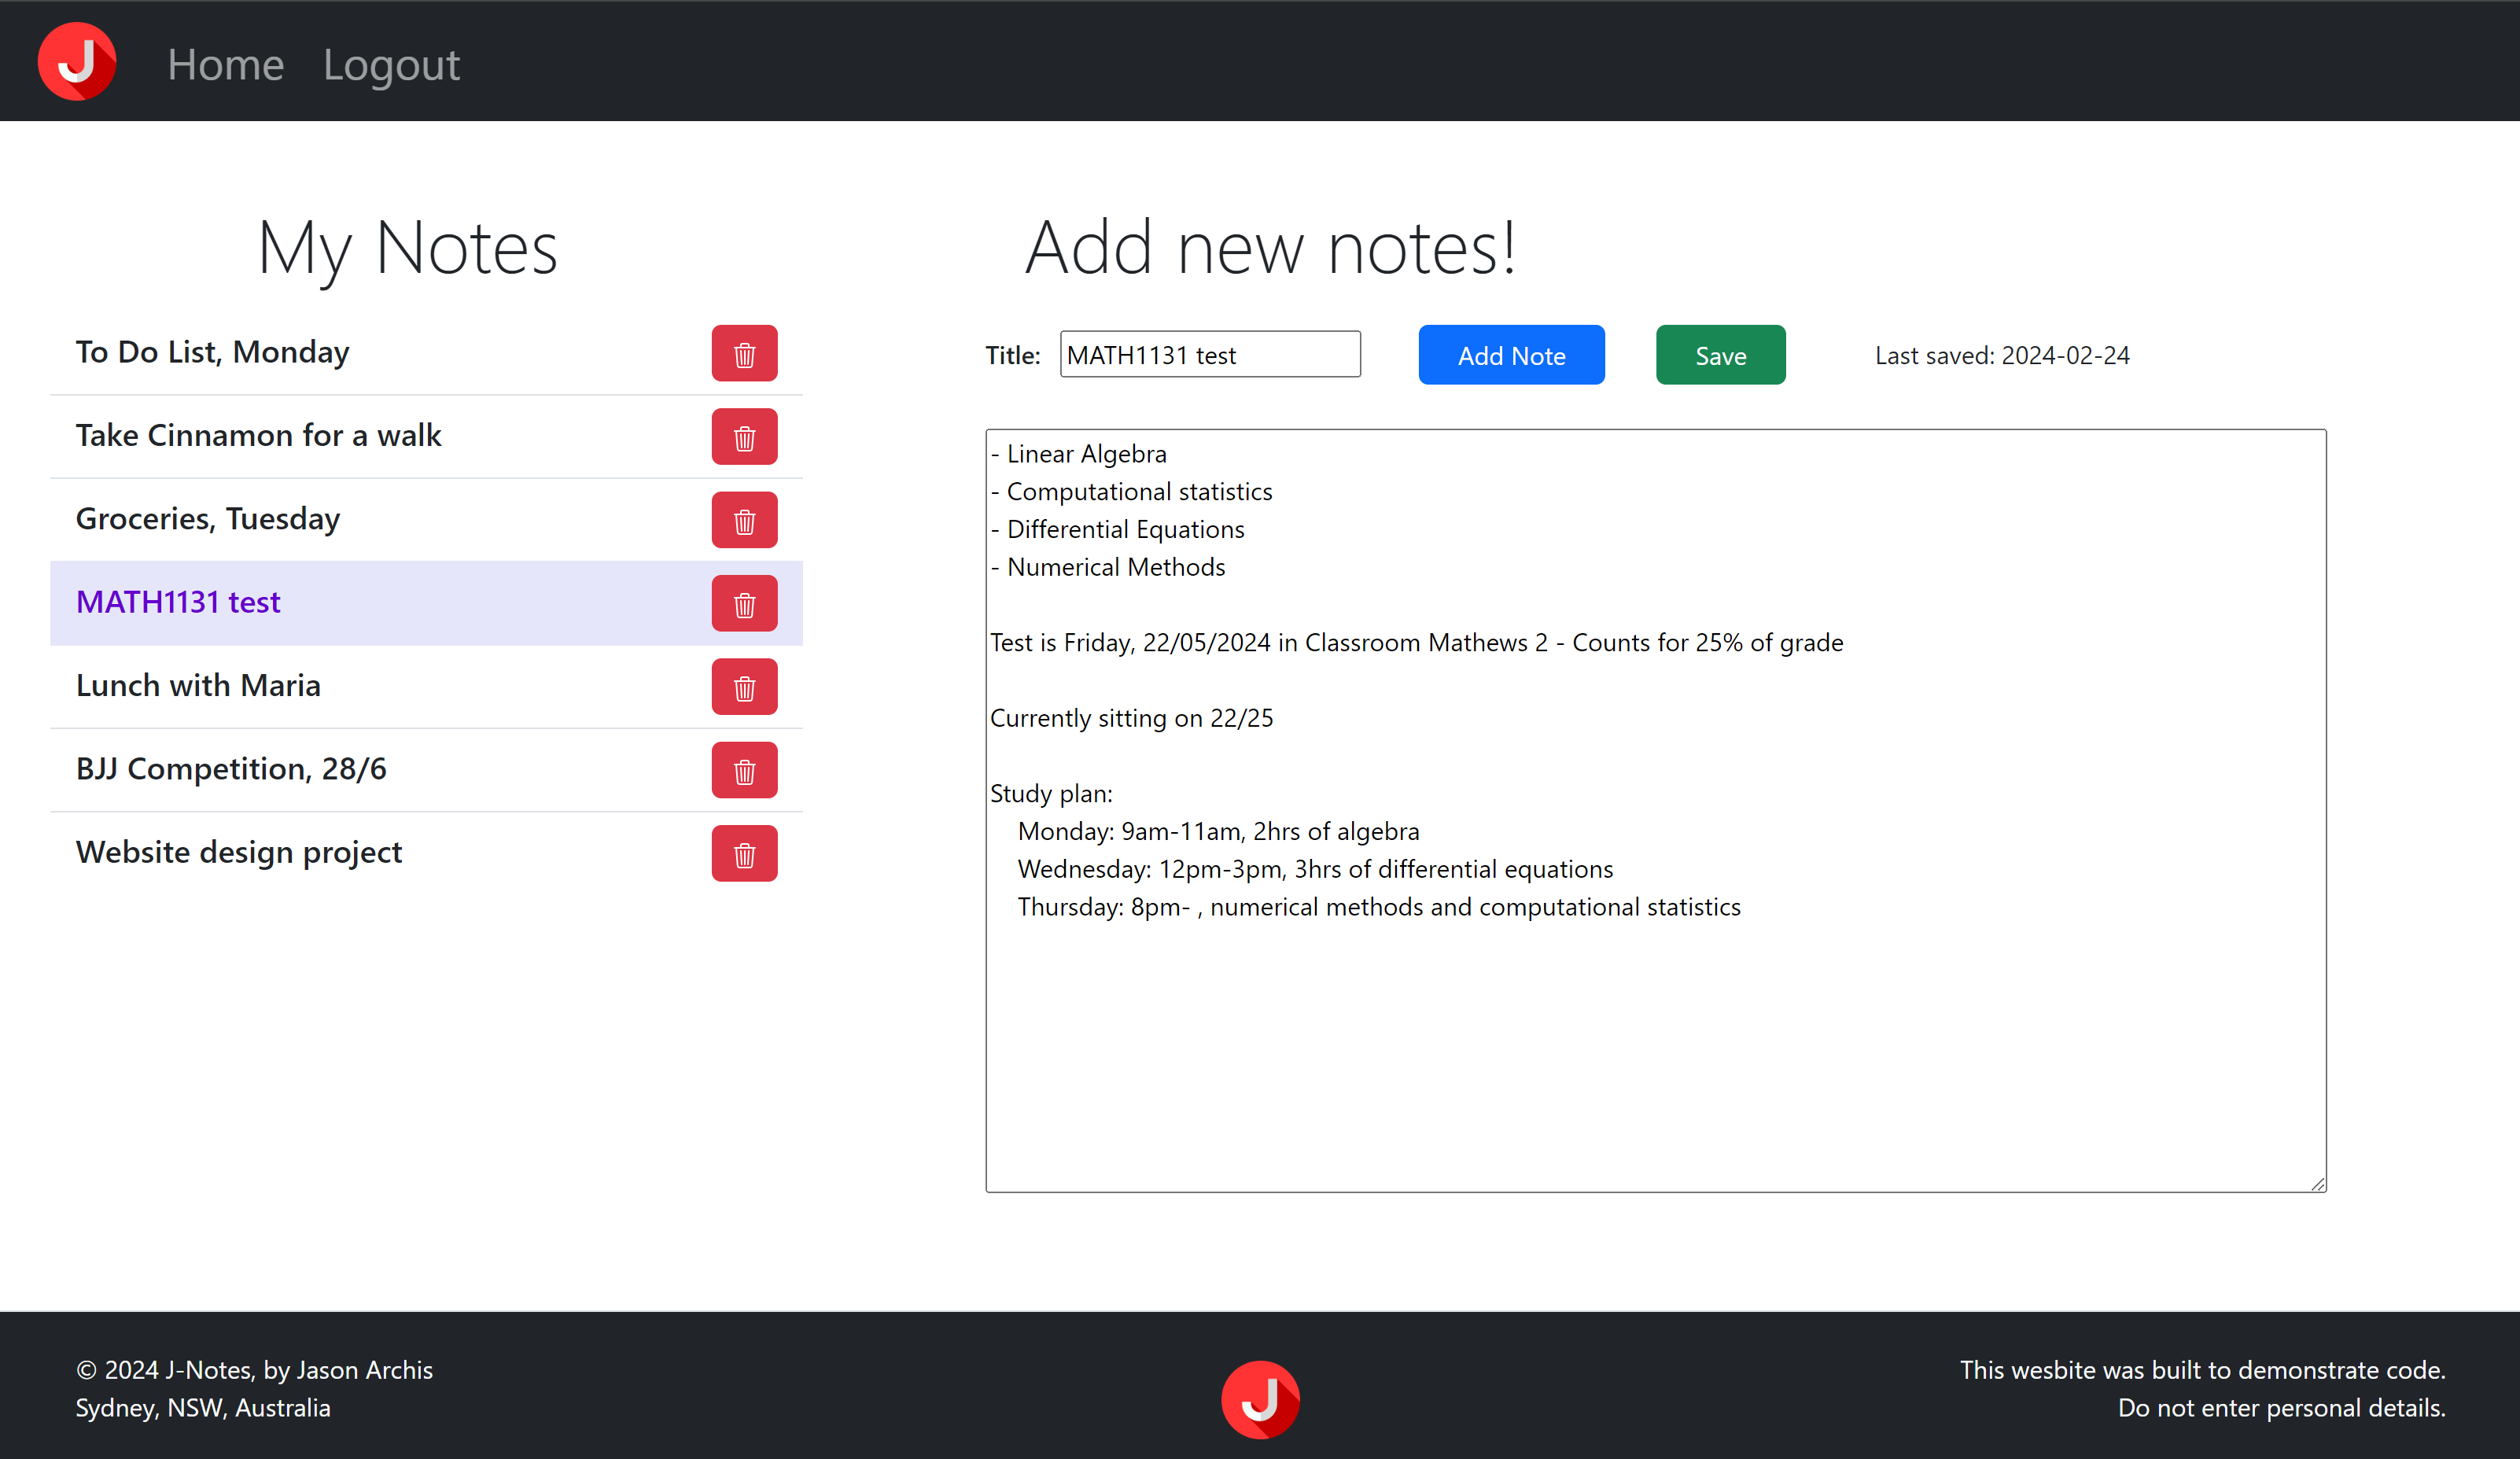 J
Home Logout
My Notes
To Do List, Monday
Take Cinnamon for a walk
Groceries, Tuesday
MATH1131 test
Lunch with Maria
BJJ Competition, 28/6
Website design project
Add new notes!
Title: MATH1131 test Add Note Save Last saved: 2024-02-24
- Linear Algebra
- Computational statistics
- Differential Equations
- Numerical Methods
Test is Friday, 22/05/2024 in Classroom Mathews 2 - Counts for 25% of grade
Currently sitting on 22/25
Study plan:
Monday: 9am-11am, 2hrs of algebra
Wednesday: 12pm-3pm, 3hrs of differential equations
Thursday: 8pm- , numerical methods and computational statistics
© 2024 J-Notes, by Jason Archis
Sydney, NSW, Australia
J
This wesbite was built to demonstrate code.
Do not enter personal details.